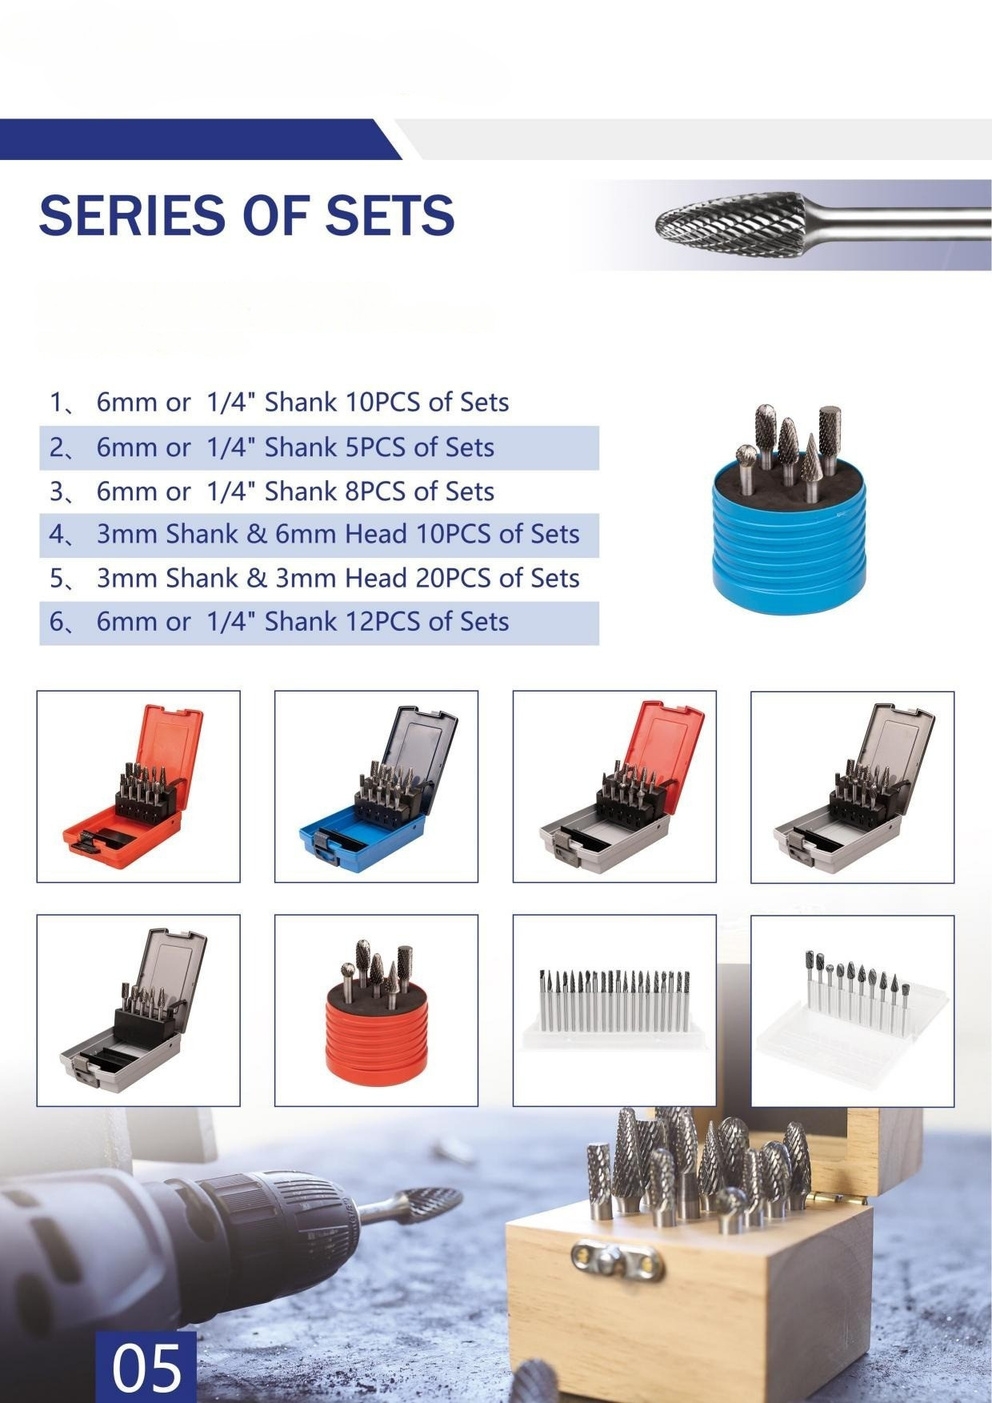 SERIES OF SETS
1、 6mm or 1/4" Shank 10PCS of Sets
2、 6mm or 1/4" Shank 5PCS of Sets
3、 6mm or 1/4" Shank 8PCS of Sets
4、 3mm Shank & 6mm Head 10PCS of Sets
5、 3mm Shank & 3mm Head 20PCS of Sets
6、 6mm or 1/4" Shank 12PCS of Sets
05